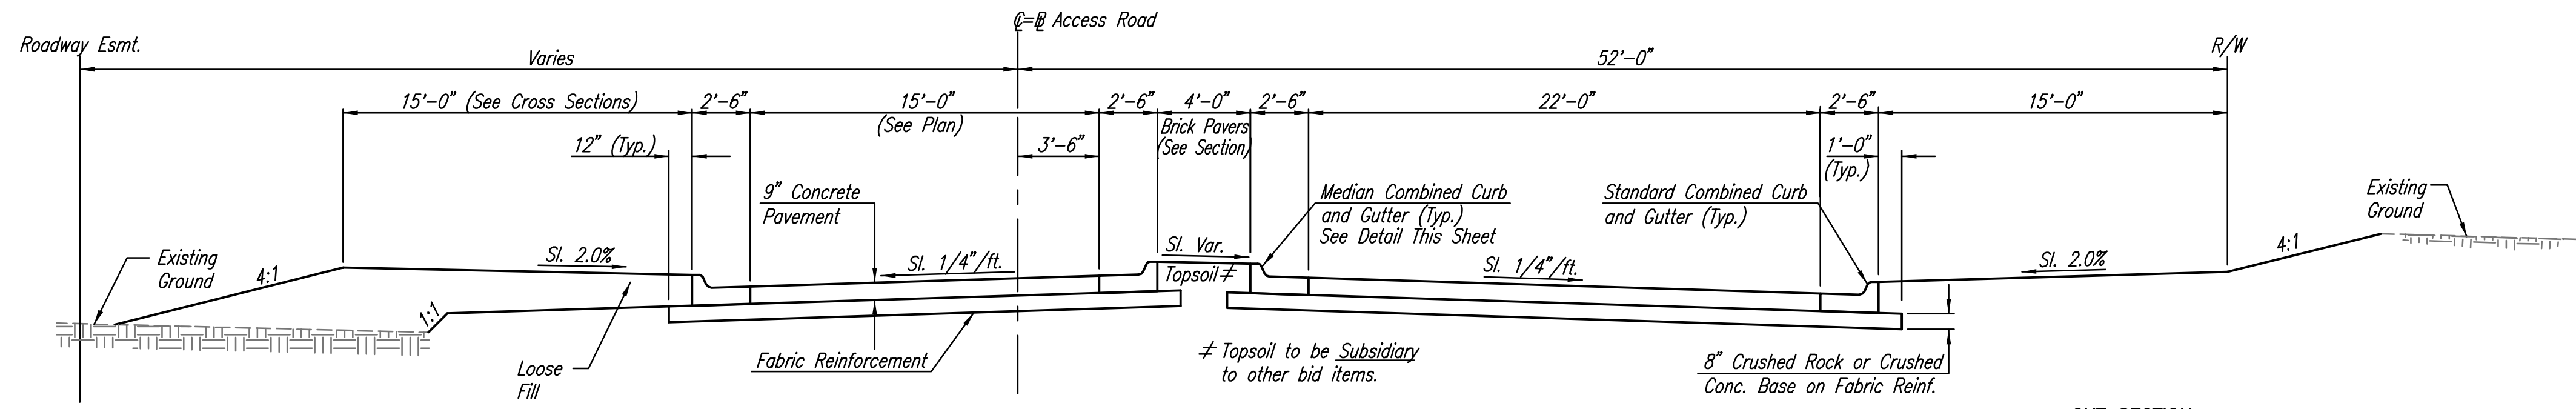 ℄=⅊ Access Road
Roadway Esmt.
R/W
Varies
52'-0"
15'-0" (See Cross Sections)
2'-6"
15'-0"
(See Plan)
2'-6"
4'-0"
Brick Pavers
(See Section)
2'-6"
22'-0"
2'-6"
15'-0"
12" (Typ.)
3'-6"
1'-0"
(Typ.)
9" Concrete
Pavement
Median Combined Curb
and Gutter (Typ.)
See Detail This Sheet
Standard Combined Curb
and Gutter (Typ.)
Existing
Ground
Existing
Ground
4:1
Sl. 2.0%
Sl. 1/4"/ft.
Sl. Var.
Topsoil≠
Sl. 1/4"/ft.
Sl. 2.0%
4:1
1:1
Loose
Fill
Fabric Reinforcement
≠ Topsoil to be Subsidiary
to other bid items.
8" Crushed Rock or Crushed
Conc. Base on Fabric Reinf.